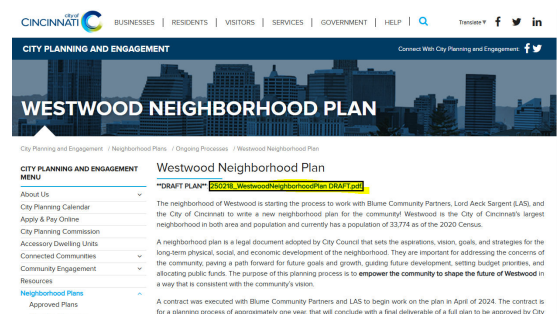 city of
CINCINNATI
BUSINESSES | RESIDENTS | VISITORS | SERVICES | GOVERNMENT | HELP |
Translate ▾
CITY PLANNING AND ENGAGEMENT
Connect With City Planning and Engagement:
WESTWOOD NEIGHBORHOOD PLAN
City Planning and Engagement / Neighborhood Plans / Ongoing Processes / Westwood Neighborhood Plan
CITY PLANNING AND ENGAGEMENT
MENU
About Us
City Planning Calendar
Apply & Pay Online
City Planning Commission
Accessory Dwelling Units
Connected Communities
Community Engagement
Resources
Neighborhood Plans
Approved Plans
Westwood Neighborhood Plan
**DRAFT PLAN** 250218_WestwoodNeighborhoodPlan DRAFT.pdf
The neighborhood of Westwood is starting the process to work with Blume Community Partners, Lord Aeck Sargent (LAS), and
the City of Cincinnati to write a new neighborhood plan for the community! Westwood is the City of Cincinnati's largest
neighborhood in both area and population and currently has a population of 33,774 as of the 2020 Census.
A neighborhood plan is a legal document adopted by City Council that sets the aspirations, vision, goals, and strategies for the
long-term physical, social, and economic development of the neighborhood. They are important for addressing the concerns of
the community, paving a path forward for future goals and growth, guiding future development, setting budget priorities, and
allocating public funds. The purpose of this planning process is to empower the community to shape the future of Westwood in
a way that is consistent with the community's vision.
A contract was executed with Blume Community Partners and LAS to begin work on the plan in April of 2024. The contract is
for a planning process of approximately one year, that will conclude with a final deliverable of a full plan to be approved by City